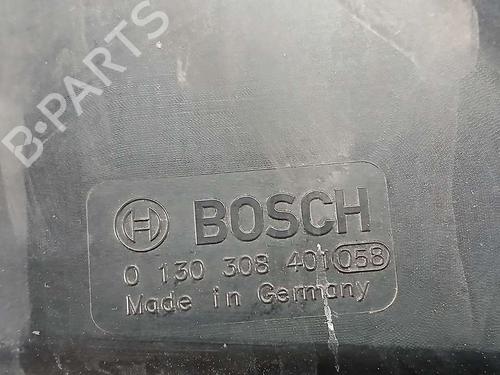 B-PARTS
BOSCH
0 130 308 401 058
Made in Germany